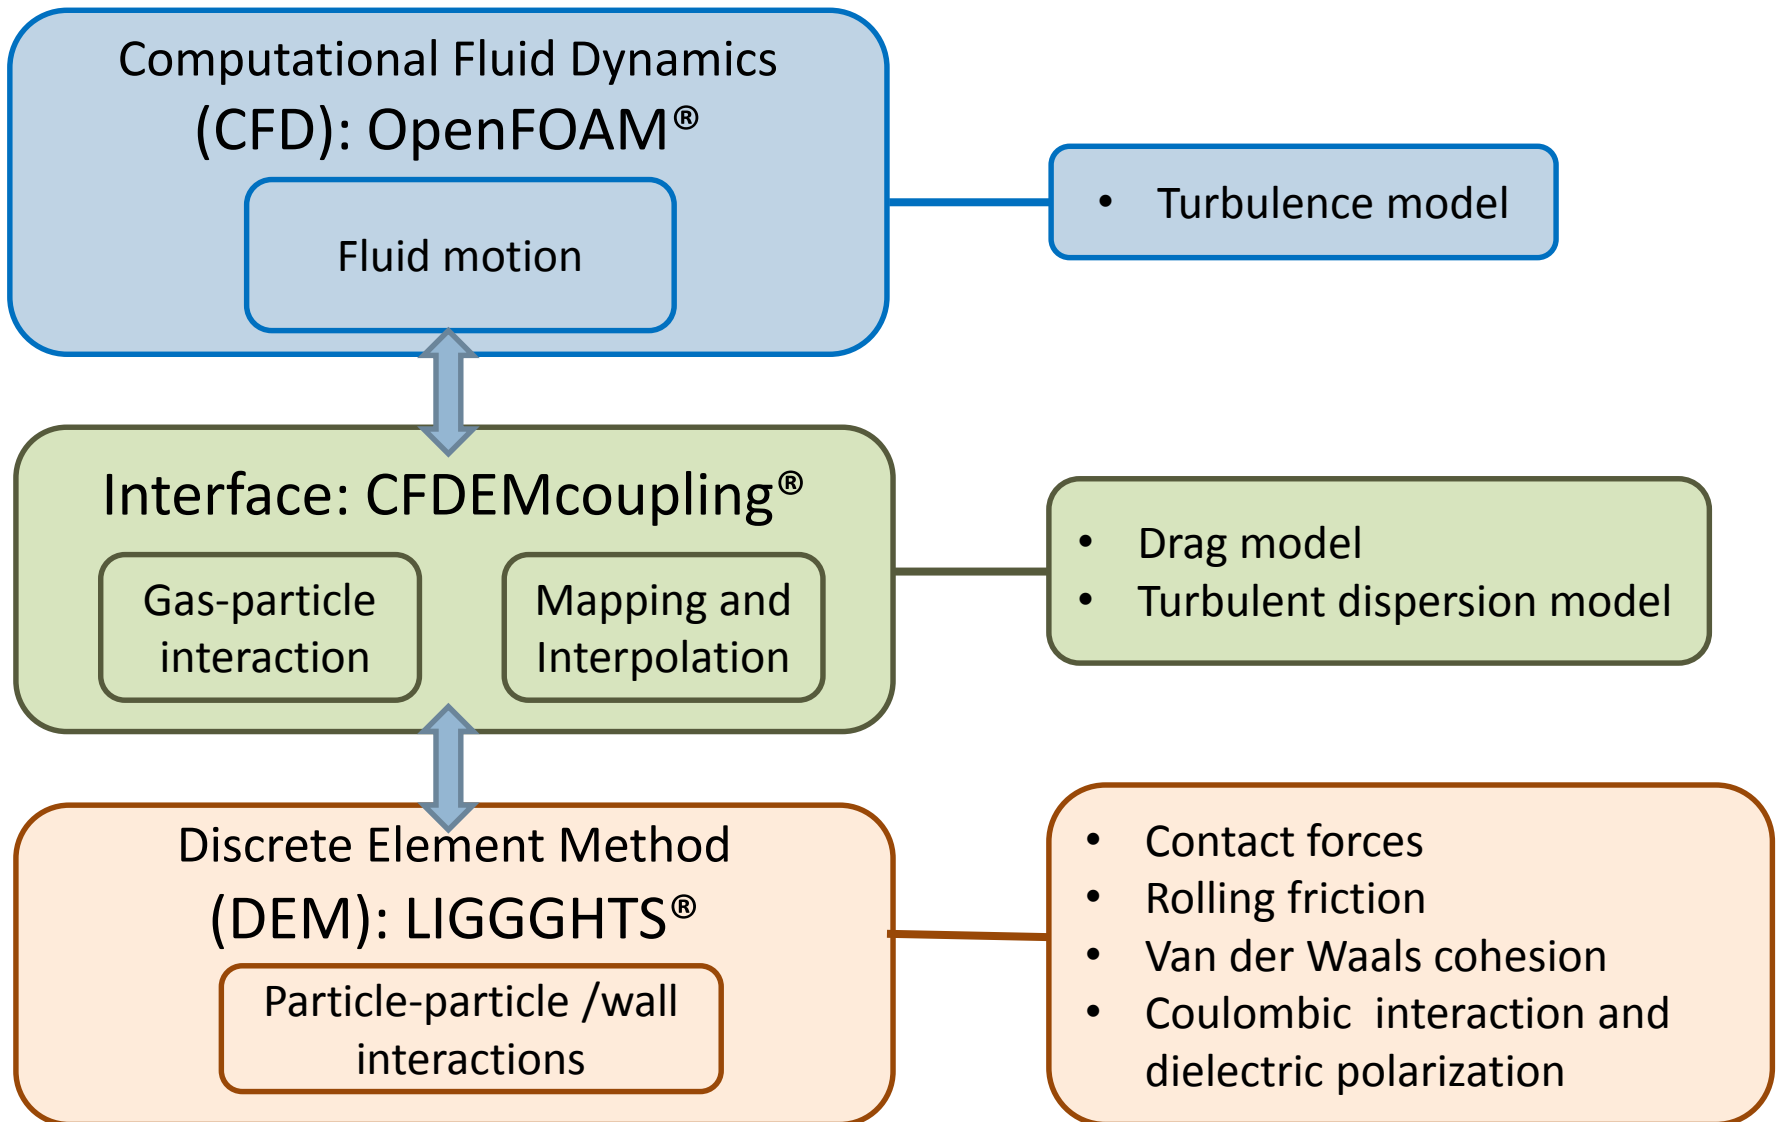 Computational Fluid Dynamics
(CFD): OpenFOAM®
Fluid motion
• Turbulence model
Interface: CFDEMcoupling®
Gas-particle
interaction
Mapping and
Interpolation
• Drag model
• Turbulent dispersion model
Discrete Element Method
(DEM): LIGGGHTS®
Particle-particle /wall
interactions
• Contact forces
• Rolling friction
• Van der Waals cohesion
• Coulombic  interaction and
dielectric polarization